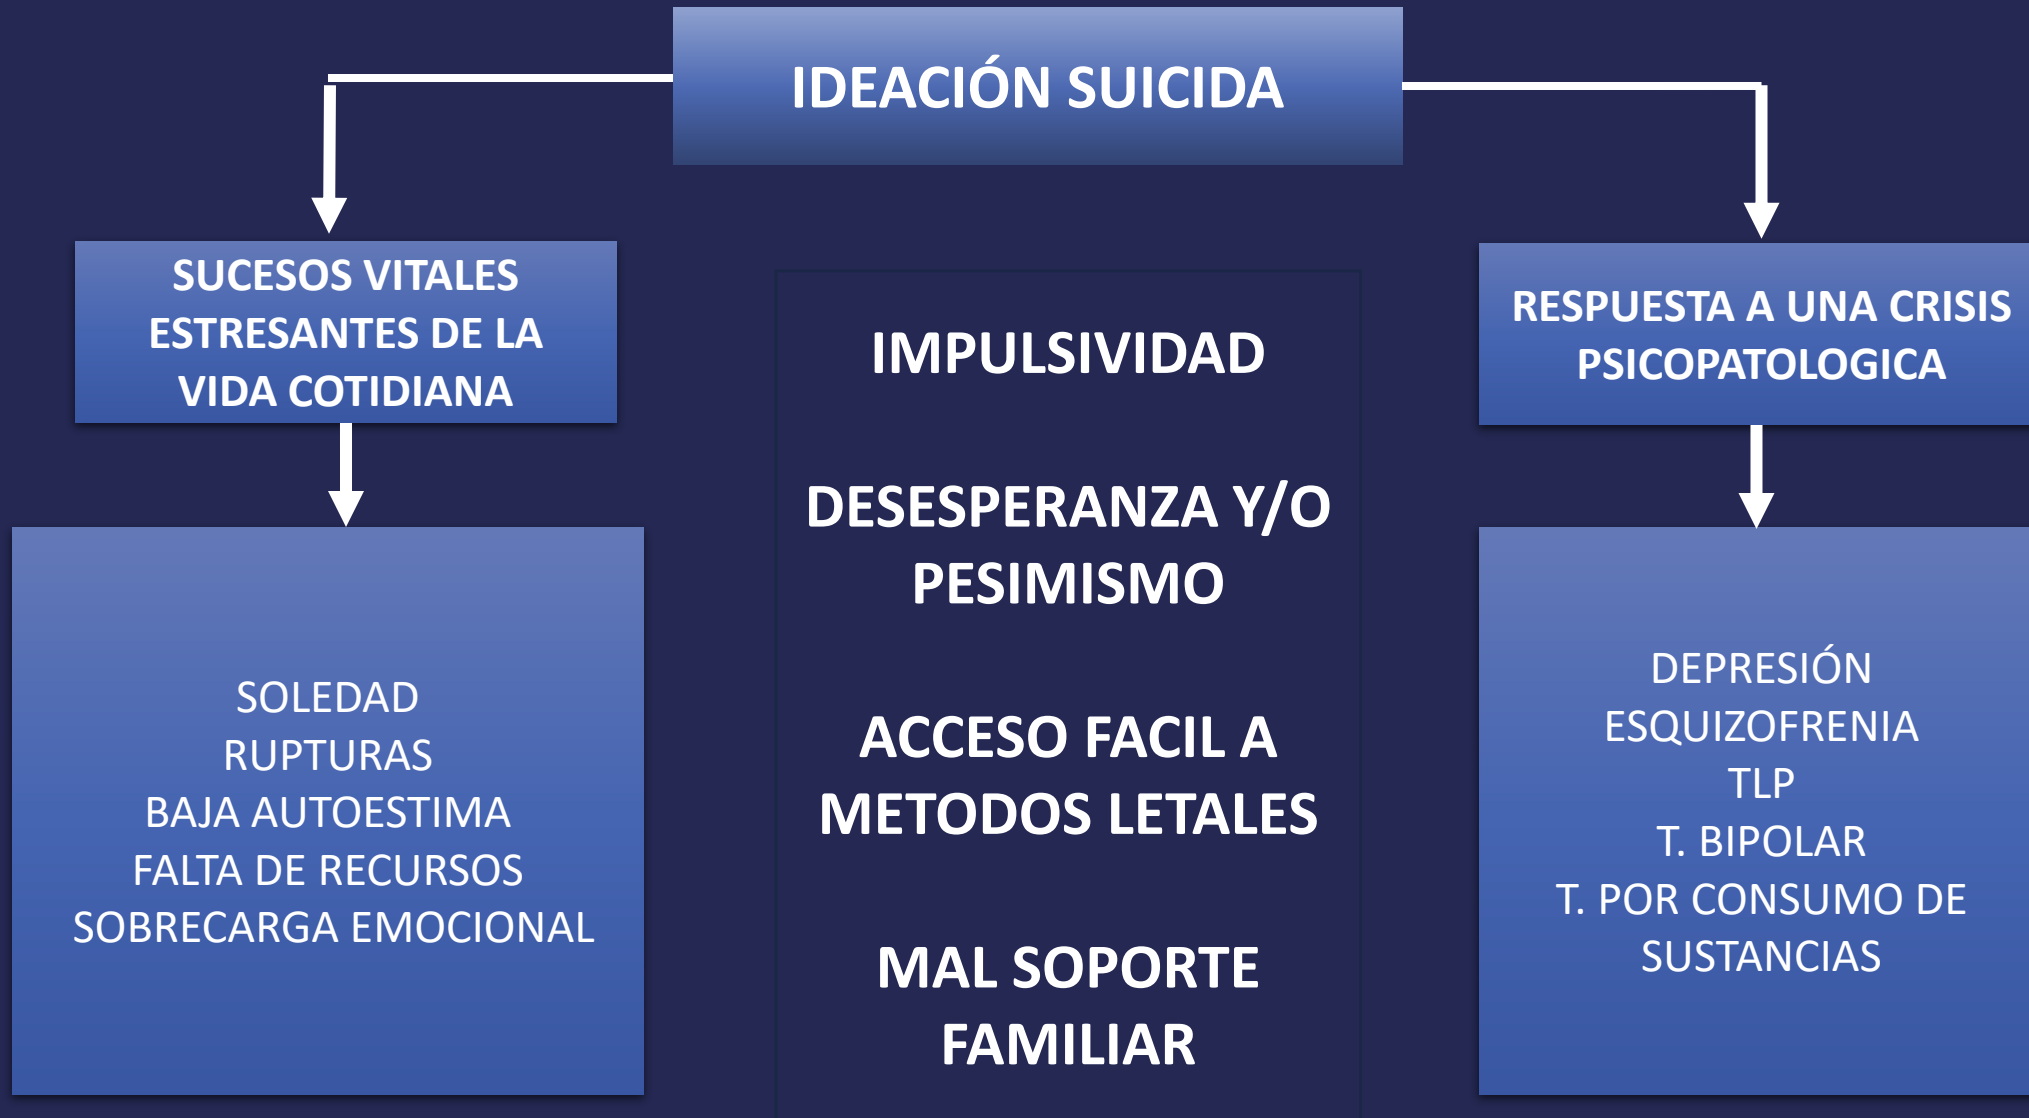 IDEACIÓN SUICIDA
SUCESOS VITALES
ESTRESANTES DE LA
VIDA COTIDIANA
SOLEDAD
RUPTURAS
BAJA AUTOESTIMA
FALTA DE RECURSOS
SOBRECARGA EMOCIONAL
IMPULSIVIDAD
DESESPERANZA Y/O
PESIMISMO
ACCESO FACIL A
METODOS LETALES
MAL SOPORTE
FAMILIAR
RESPUESTA A UNA CRISIS
PSICOPATOLOGICA
DEPRESIÓN
ESQUIZOFRENIA
TLP
T. BIPOLAR
T. POR CONSUMO DE
SUSTANCIAS